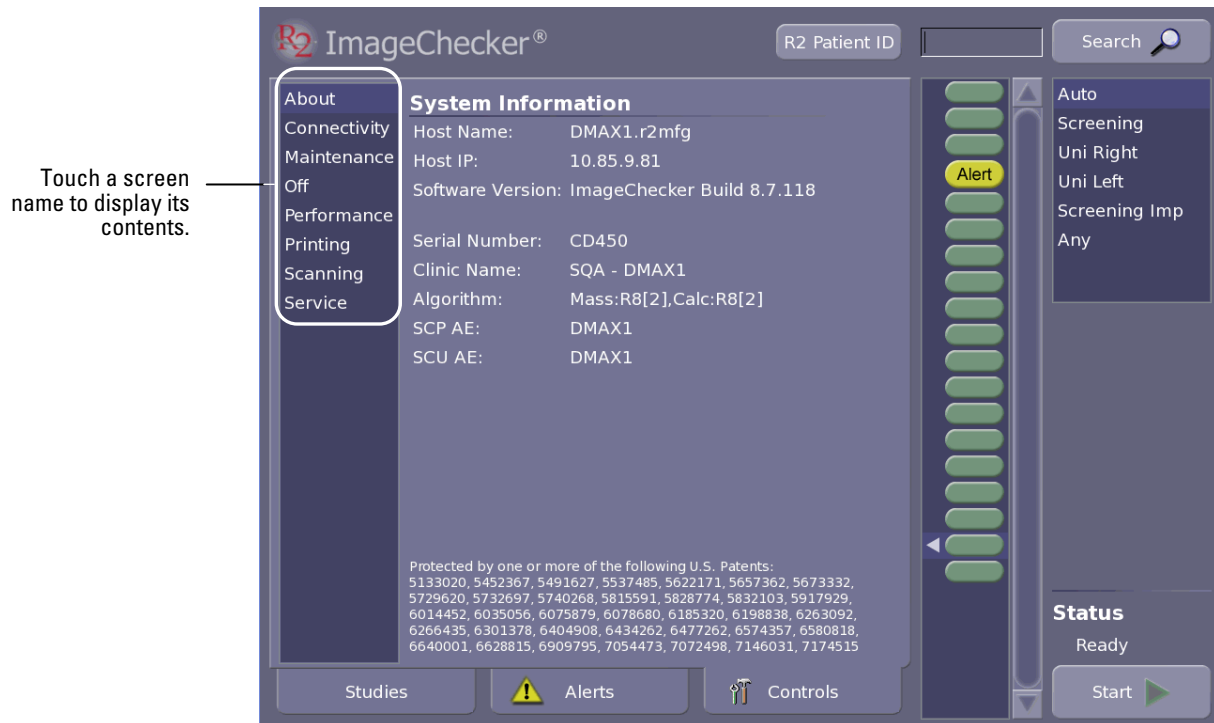 Touch a screen
name to display its
contents.
R2 ImageChecker®
R2 Patient ID
Search
About
Connectivity
Maintenance
Off
Performance
Printing
Scanning
Service
System Information
Host Name: DMAX1.r2mfg
Host IP: 10.85.9.81
Software Version: ImageChecker Build 8.7.118
Serial Number: CD450
Clinic Name: SQA - DMAX1
Algorithm: Mass:R8[2],Calc:R8[2]
SCP AE: DMAX1
SCU AE: DMAX1
Protected by one or more of the following U.S. Patents:
5133020, 5452367, 5491627, 5537485, 5622171, 5657362, 5673332,
5729620, 5732697, 5740268, 5815591, 5828774, 5832103, 5917929,
6014452, 6035056, 6075879, 6078680, 6185320, 6198838, 6263092,
6266435, 6301378, 6404908, 6434262, 6477262, 6574357, 6580818,
6640001, 6628815, 6909795, 7054473, 7072498, 7146031, 7174515
Alert
Auto
Screening
Uni Right
Uni Left
Screening Imp
Any
Status
Ready
Start
Studies
Alerts
Controls